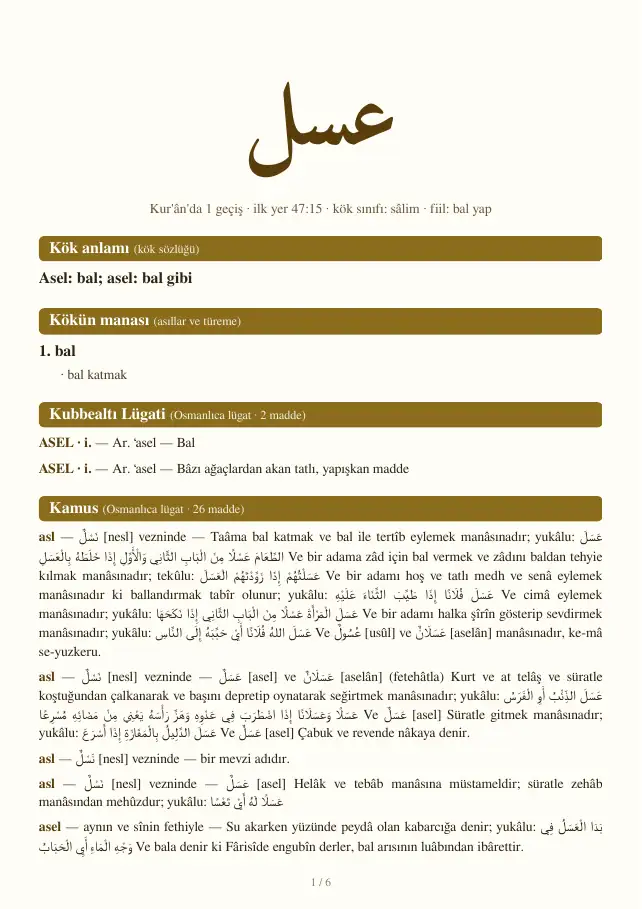 عسل
Kur'ân'da 1 geçiş · ilk yer 47:15 · kök sınıfı: sâlim · fiil: bal yap
Kök anlamı (kök sözlüğü)
Asel: bal; asel: bal gibi
Kökün manası (asıllar ve türeme)
1. bal
· bal katmak
Kubbealtı Lügati (Osmanlıca lügat · 2 madde)
ASEL · i. — Ar. ‘asel — Bal
ASEL · i. — Ar. ‘asel — Bâzı ağaçlardan akan tatlı, yapışkan madde
Kamus (Osmanlıca lügat · 26 madde)
asl — نَسْلٌ [nesl] vezninde — Taâma bal katmak ve bal ile tertîb eylemek manâsınadır; yukâlu: عَسَلَ
الطَّعَامَ عَسْلًا مِنَ الْبَابِ الثَّانِي وَالْأَوَّلِ إِذَا خَلَطَهُ بِالْعَسَلِ Ve bir adama zâd için bal vermek ve zâdını baldan tehyie
kılmak manâsınadır; tekûlu: عَسَلْتُهُمْ إِذَا زَوَّدْتَهُمْ الْعَسَلَ Ve bir adamı hoş ve tatlı medh ve senâ eylemek
manâsınadır ki ballandırmak tabîr olunur; yukâlu: عَسَلَ فُلَانًا إِذَا طَيَّبَ الثَّنَاءَ عَلَيْهِ Ve cimâ eylemek
manâsınadır; yukâlu: عَسَلَ الْمَرْأَةَ عَسْلًا مِنَ الْبَابِ الثَّانِي إِذَا نَكَحَهَا Ve bir adamı halka şîrîn gösterip sevdirmek
manâsınadır; yukâlu: عَسَلَ اللهُ فُلَانًا أَيْ حَبَّبَهُ إِلَى النَّاسِ Ve عُسُولٌ [usûl] ve عَسَلَانٌ [aselân] manâsınadır, ke-mâ
se-yuzkeru.
asl — نَسْلٌ [nesl] vezninde — عَسَلٌ [asel] ve عَسَلَانٌ [aselân] (fetehâtla) Kurt ve at telâş ve süratle
koştuğundan çalkanarak ve başını depretip oynatarak seğirtmek manâsınadır; yukâlu: عَسَلَ الذِّئْبُ أَوِ الْفَرَسُ
عَسَلًا وَعَسَلَانًا إِذَا اضْطَرَبَ فِي عَدْوِهِ وَهَزَّ رَأْسَهُ يَعْنِي مِنْ مَضَائِهِ مُسْرِعًا Ve عَسَلٌ [asel] Süratle gitmek manâsınadır;
yukâlu: عَسَلَ الدَّلِيلُ بِالْمَفَازَةِ إِذَا أَسْرَعَ Ve عَسَلٌ [asel] Çabuk ve revende nâkaya denir.
asl — نَسْلٌ [nesl] vezninde — bir mevzi adıdır.
asl — نَسْلٌ [nesl] vezninde — عَسَلٌ [asel] Helâk ve tebâb manâsına müstameldir; süratle zehâb
manâsından mehûzdur; yukâlu: عَسَلًا لَهُ أَيْ تَعْسًا
asel — aynın ve sînin fethiyle — Su akarken yüzünde peydâ olan kabarcığa denir; yukâlu: بَدَا الْعَسَلُ فِي
وَجْهِ الْمَاءِ أَيِ الْحَبَابُ Ve bala denir ki Fârisîde engubîn derler, bal arısının luâbından ibârettir.
1 / 6